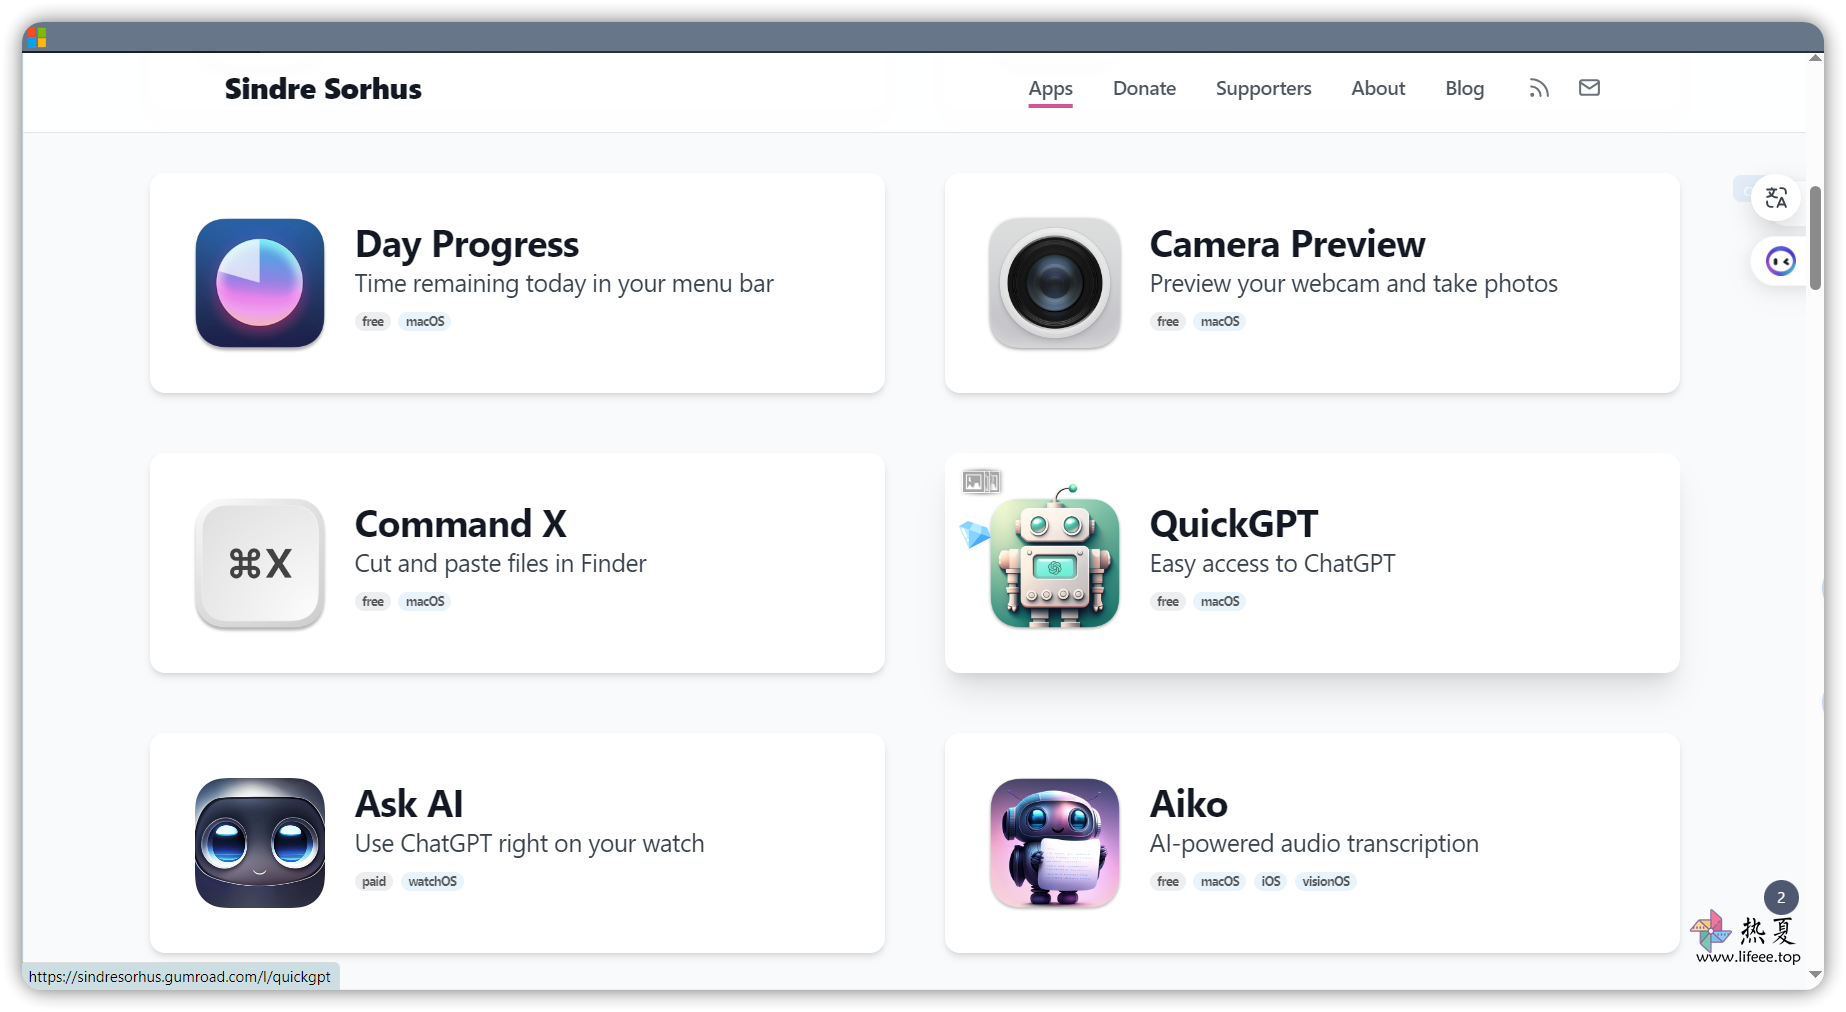 Sindre Sorhus
Apps Donate Supporters About Blog
Day Progress
Time remaining today in your menu bar
free macOS
Camera Preview
Preview your webcam and take photos
free macOS
Command X
Cut and paste files in Finder
free macOS
⌘X
QuickGPT
Easy access to ChatGPT
free macOS
Ask AI
Use ChatGPT right on your watch
paid watchOS
Aiko
AI-powered audio transcription
free macOS iOS visionOS
文A
2
热夏
www.lifeee.top
https://sindresorhus.gumroad.com/l/quickgpt